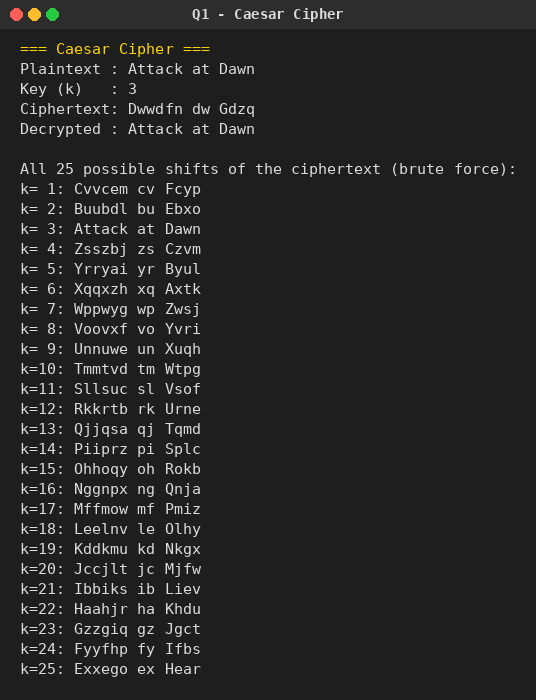 Q1 - Caesar Cipher
=== Caesar Cipher ===
Plaintext : Attack at Dawn
Key (k)   : 3
Ciphertext: Dwwdfn dw Gdzq
Decrypted : Attack at Dawn
All 25 possible shifts of the ciphertext (brute force):
k= 1: Cvvcem cv Fcyp
k= 2: Buubdl bu Ebxo
k= 3: Attack at Dawn
k= 4: Zsszbj zs Czvm
k= 5: Yrryai yr Byul
k= 6: Xqqxzh xq Axtk
k= 7: Wppwyg wp Zwsj
k= 8: Voovxf vo Yvri
k= 9: Unnuwe un Xuqh
k=10: Tmmtvd tm Wtpg
k=11: Sllsuc sl Vsof
k=12: Rkkrtb rk Urne
k=13: Qjjqsa qj Tqmd
k=14: Piiprz pi Splc
k=15: Ohhoqy oh Rokb
k=16: Nggnpx ng Qnja
k=17: Mffmow mf Pmiz
k=18: Leelnv le Olhy
k=19: Kddkmu kd Nkgx
k=20: Jccjlt jc Mjfw
k=21: Ibbiks ib Liev
k=22: Haahjr ha Khdu
k=23: Gzzgiq gz Jgct
k=24: Fyyfhp fy Ifbs
k=25: Exxego ex Hear